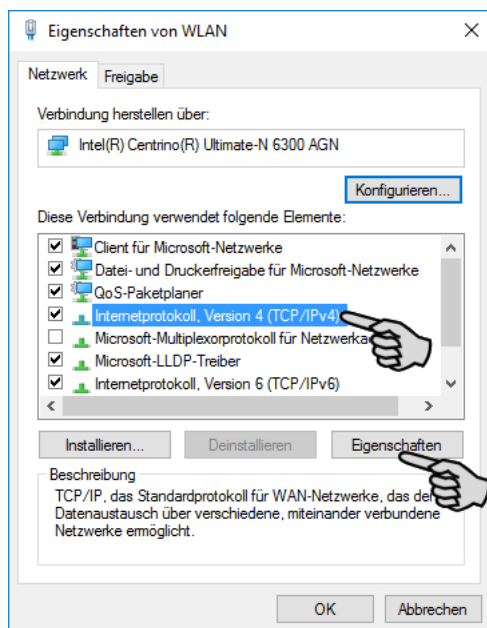 Eigenschaften von WLAN
Netzwerk Freigabe
Verbindung herstellen über:
Intel(R) Centrino(R) Ultimate-N 6300 AGN
Konfigurieren...
Diese Verbindung verwendet folgende Elemente:
Client für Microsoft-Netzwerke
Datei- und Druckerfreigabe für Microsoft-Netzwerke
QoS-Paketplaner
Internetprotokoll, Version 4 (TCP/IPv4)
Microsoft-Multiplexorprotokoll für
Microsoft-LLDP-Treiber
Internetprotokoll, Version 6 (TCP/IPv6)
Installieren... Deinstallieren Eigenschaften
Beschreibung
TCP/IP, das Standardprotokoll für WAN-Netzwerke, das den
Datenaustausch über verschiedene, miteinander verbundene
Netzwerke ermöglicht.
OK Abbrechen